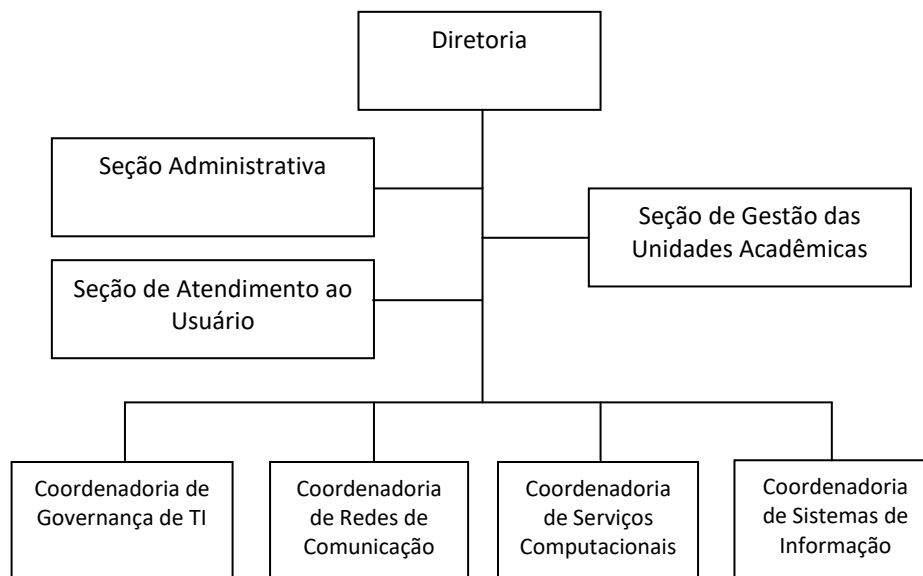 Diretoria
Seção Administrativa
Seção de Gestão das
Unidades Acadêmicas
Seção de Atendimento ao
Usuário
Coordenadoria de
Governança de TI
Coordenadoria
de Redes de
Comunicação
Coordenadoria
de Serviços
Computacionais
Coordenadoria
de Sistemas de
Informação